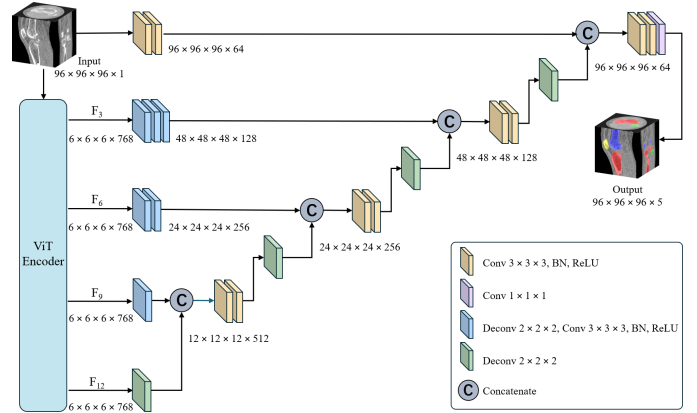 Input
96 × 96 × 96 × 1
96 × 96 × 96 × 64
C
96 × 96 × 96 × 64
F3
6 × 6 × 6 × 768
48 × 48 × 48 × 128
C
48 × 48 × 48 × 128
Output
96 × 96 × 96 × 5
F6
6 × 6 × 6 × 768
24 × 24 × 24 × 256
C
24 × 24 × 24 × 256
ViT
Encoder
F9
6 × 6 × 6 × 768
C
12 × 12 × 12 × 512
F12
6 × 6 × 6 × 768
Conv 3 × 3 × 3, BN, ReLU
Conv 1 × 1 × 1
Deconv 2 × 2 × 2, Conv 3 × 3 × 3, BN, ReLU
Deconv 2 × 2 × 2
C Concatenate